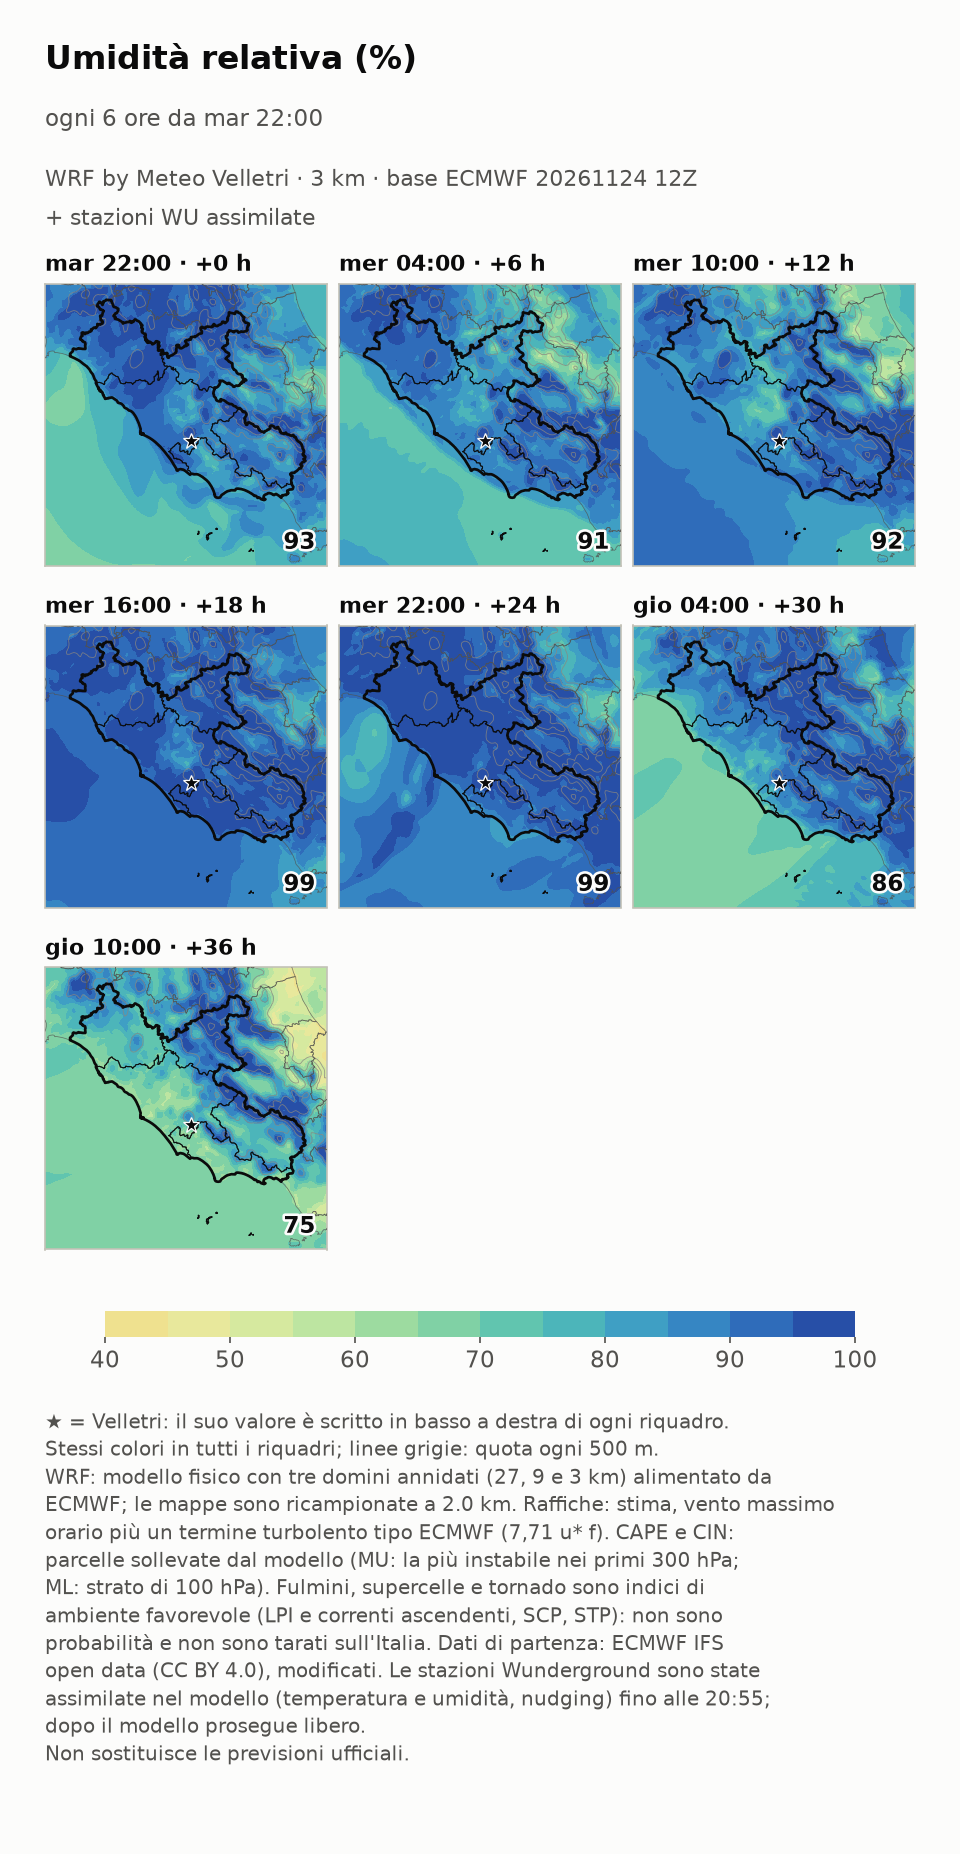 Umidità relativa (%)
ogni 6 ore da mar 22:00
WRF by Meteo Velletri · 3 km · base ECMWF 20261124 12Z
+ stazioni WU assimilate
mar 22:00 · +0 h
mer 04:00 · +6 h
mer 10:00 · +12 h
93
91
92
mer 16:00 · +18 h
mer 22:00 · +24 h
gio 04:00 · +30 h
99
99
86
gio 10:00 · +36 h
75
40 50 60 70 80 90 100
★ = Velletri: il suo valore è scritto in basso a destra di ogni riquadro.
Stessi colori in tutti i riquadri; linee grigie: quota ogni 500 m.
WRF: modello fisico con tre domini annidati (27, 9 e 3 km) alimentato da
ECMWF; le mappe sono ricampionate a 2.0 km. Raffiche: stima, vento massimo
orario più un termine turbolento tipo ECMWF (7,71 u* f). CAPE e CIN:
parcelle sollevate dal modello (MU: la più instabile nei primi 300 hPa;
ML: strato di 100 hPa). Fulmini, supercelle e tornado sono indici di
ambiente favorevole (LPI e correnti ascendenti, SCP, STP): non sono
probabilità e non sono tarati sull'Italia. Dati di partenza: ECMWF IFS
open data (CC BY 4.0), modificati. Le stazioni Wunderground sono state
assimilate nel modello (temperatura e umidità, nudging) fino alle 20:55;
dopo il modello prosegue libero.
Non sostituisce le previsioni ufficiali.